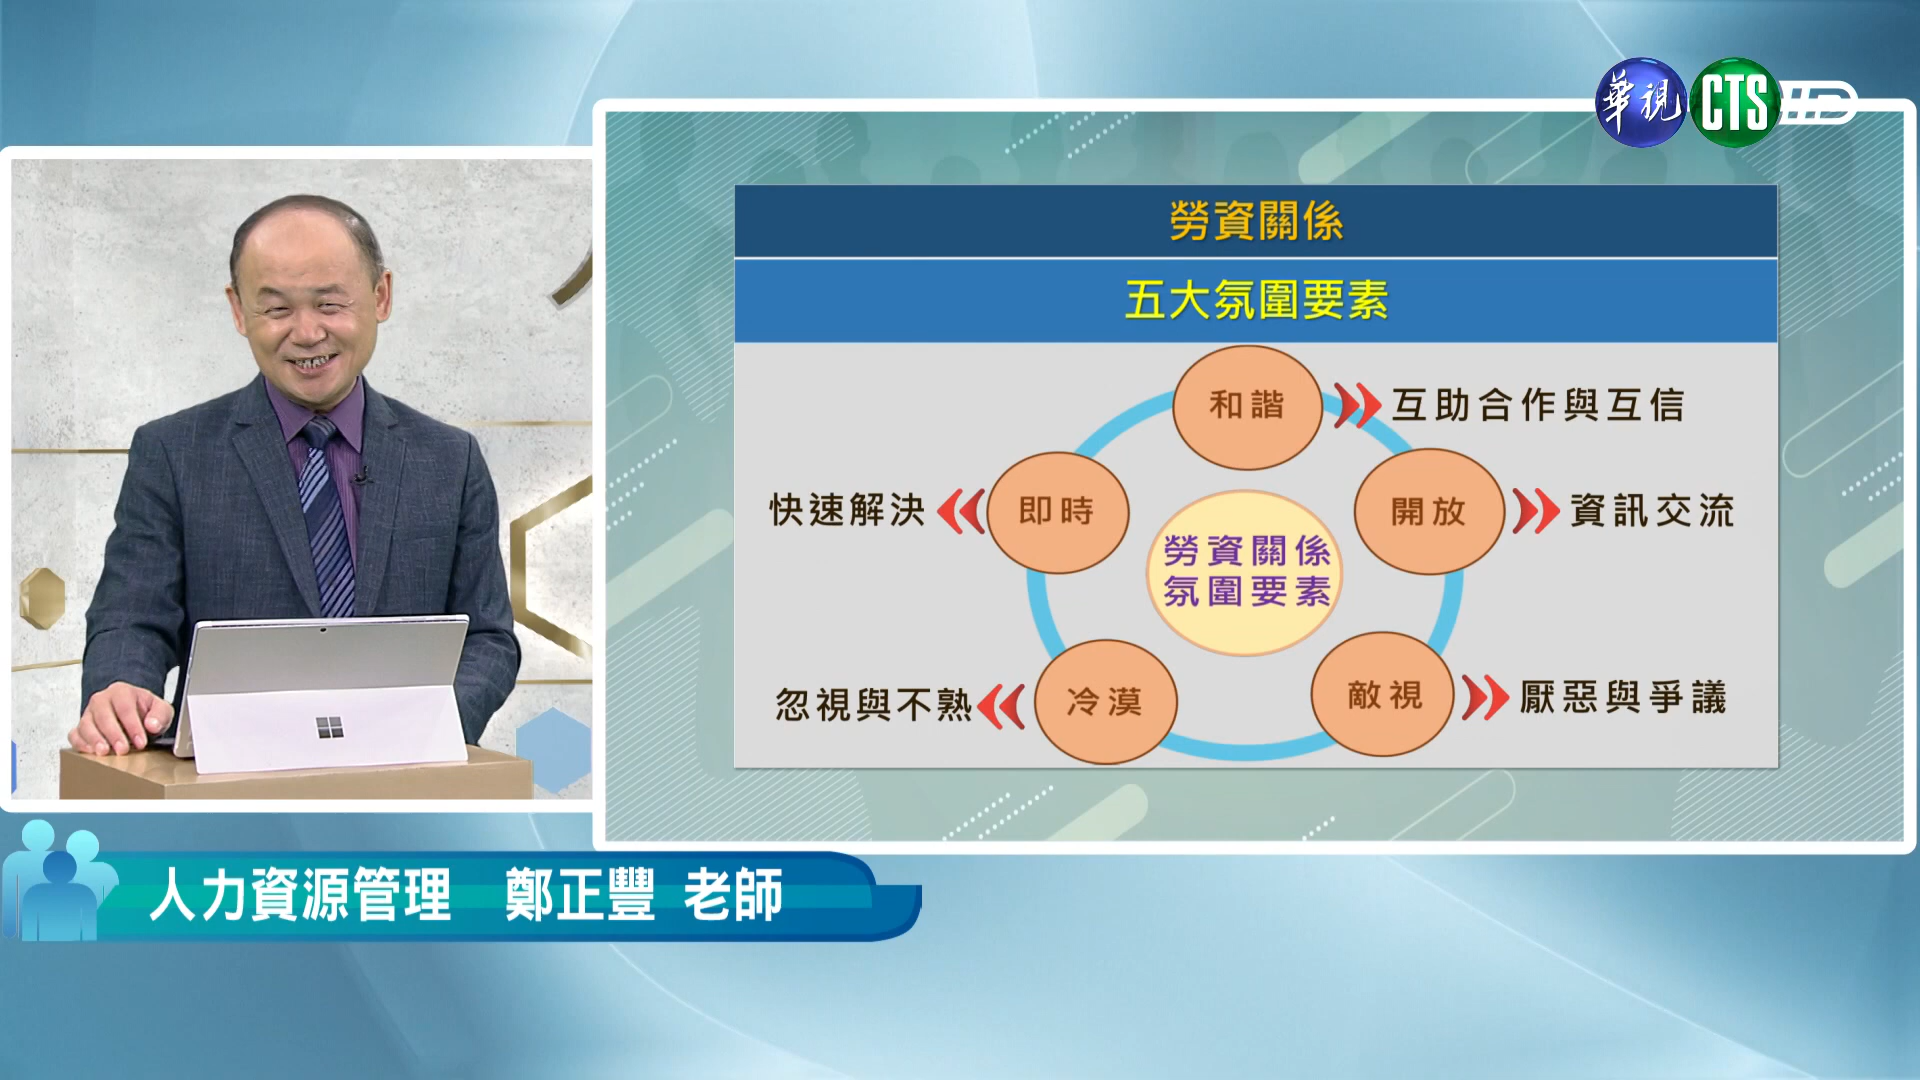 華視 CTS HD
勞資關係
五大氛圍要素
和諧
互助合作與互信
快速解決
即時
開放
資訊交流
勞資關係
氛圍要素
忽視與不熟
冷漠
敵視
厭惡與爭議
人力資源管理 鄭正豐 老師